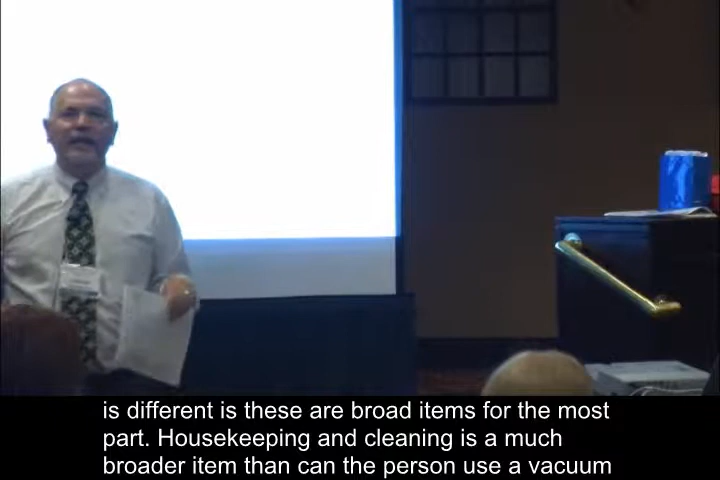 is different is these are broad items for the most
part. Housekeeping and cleaning is a much
broader item than can the person use a vacuum